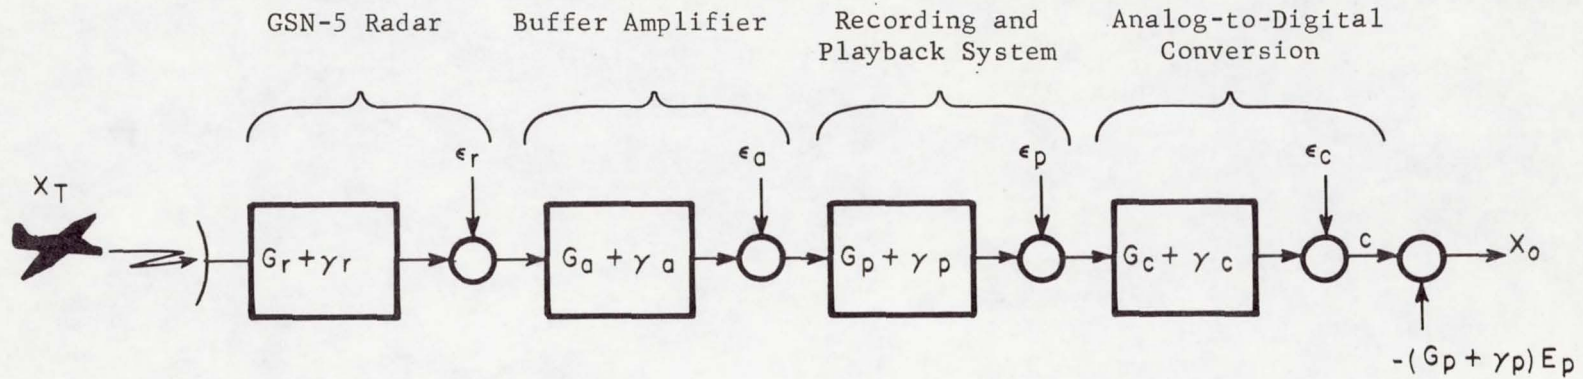 GSN-5 Radar
Buffer Amplifier
Recording and
Playback System
Analog-to-Digital
Conversion
X_T
ϵ_r
ϵ_a
ϵ_p
ϵ_c
G_r + γ_r
G_a + γ_a
G_p + γ_p
G_c + γ_c
c
X_o
-(G_p + γ_p) E_p